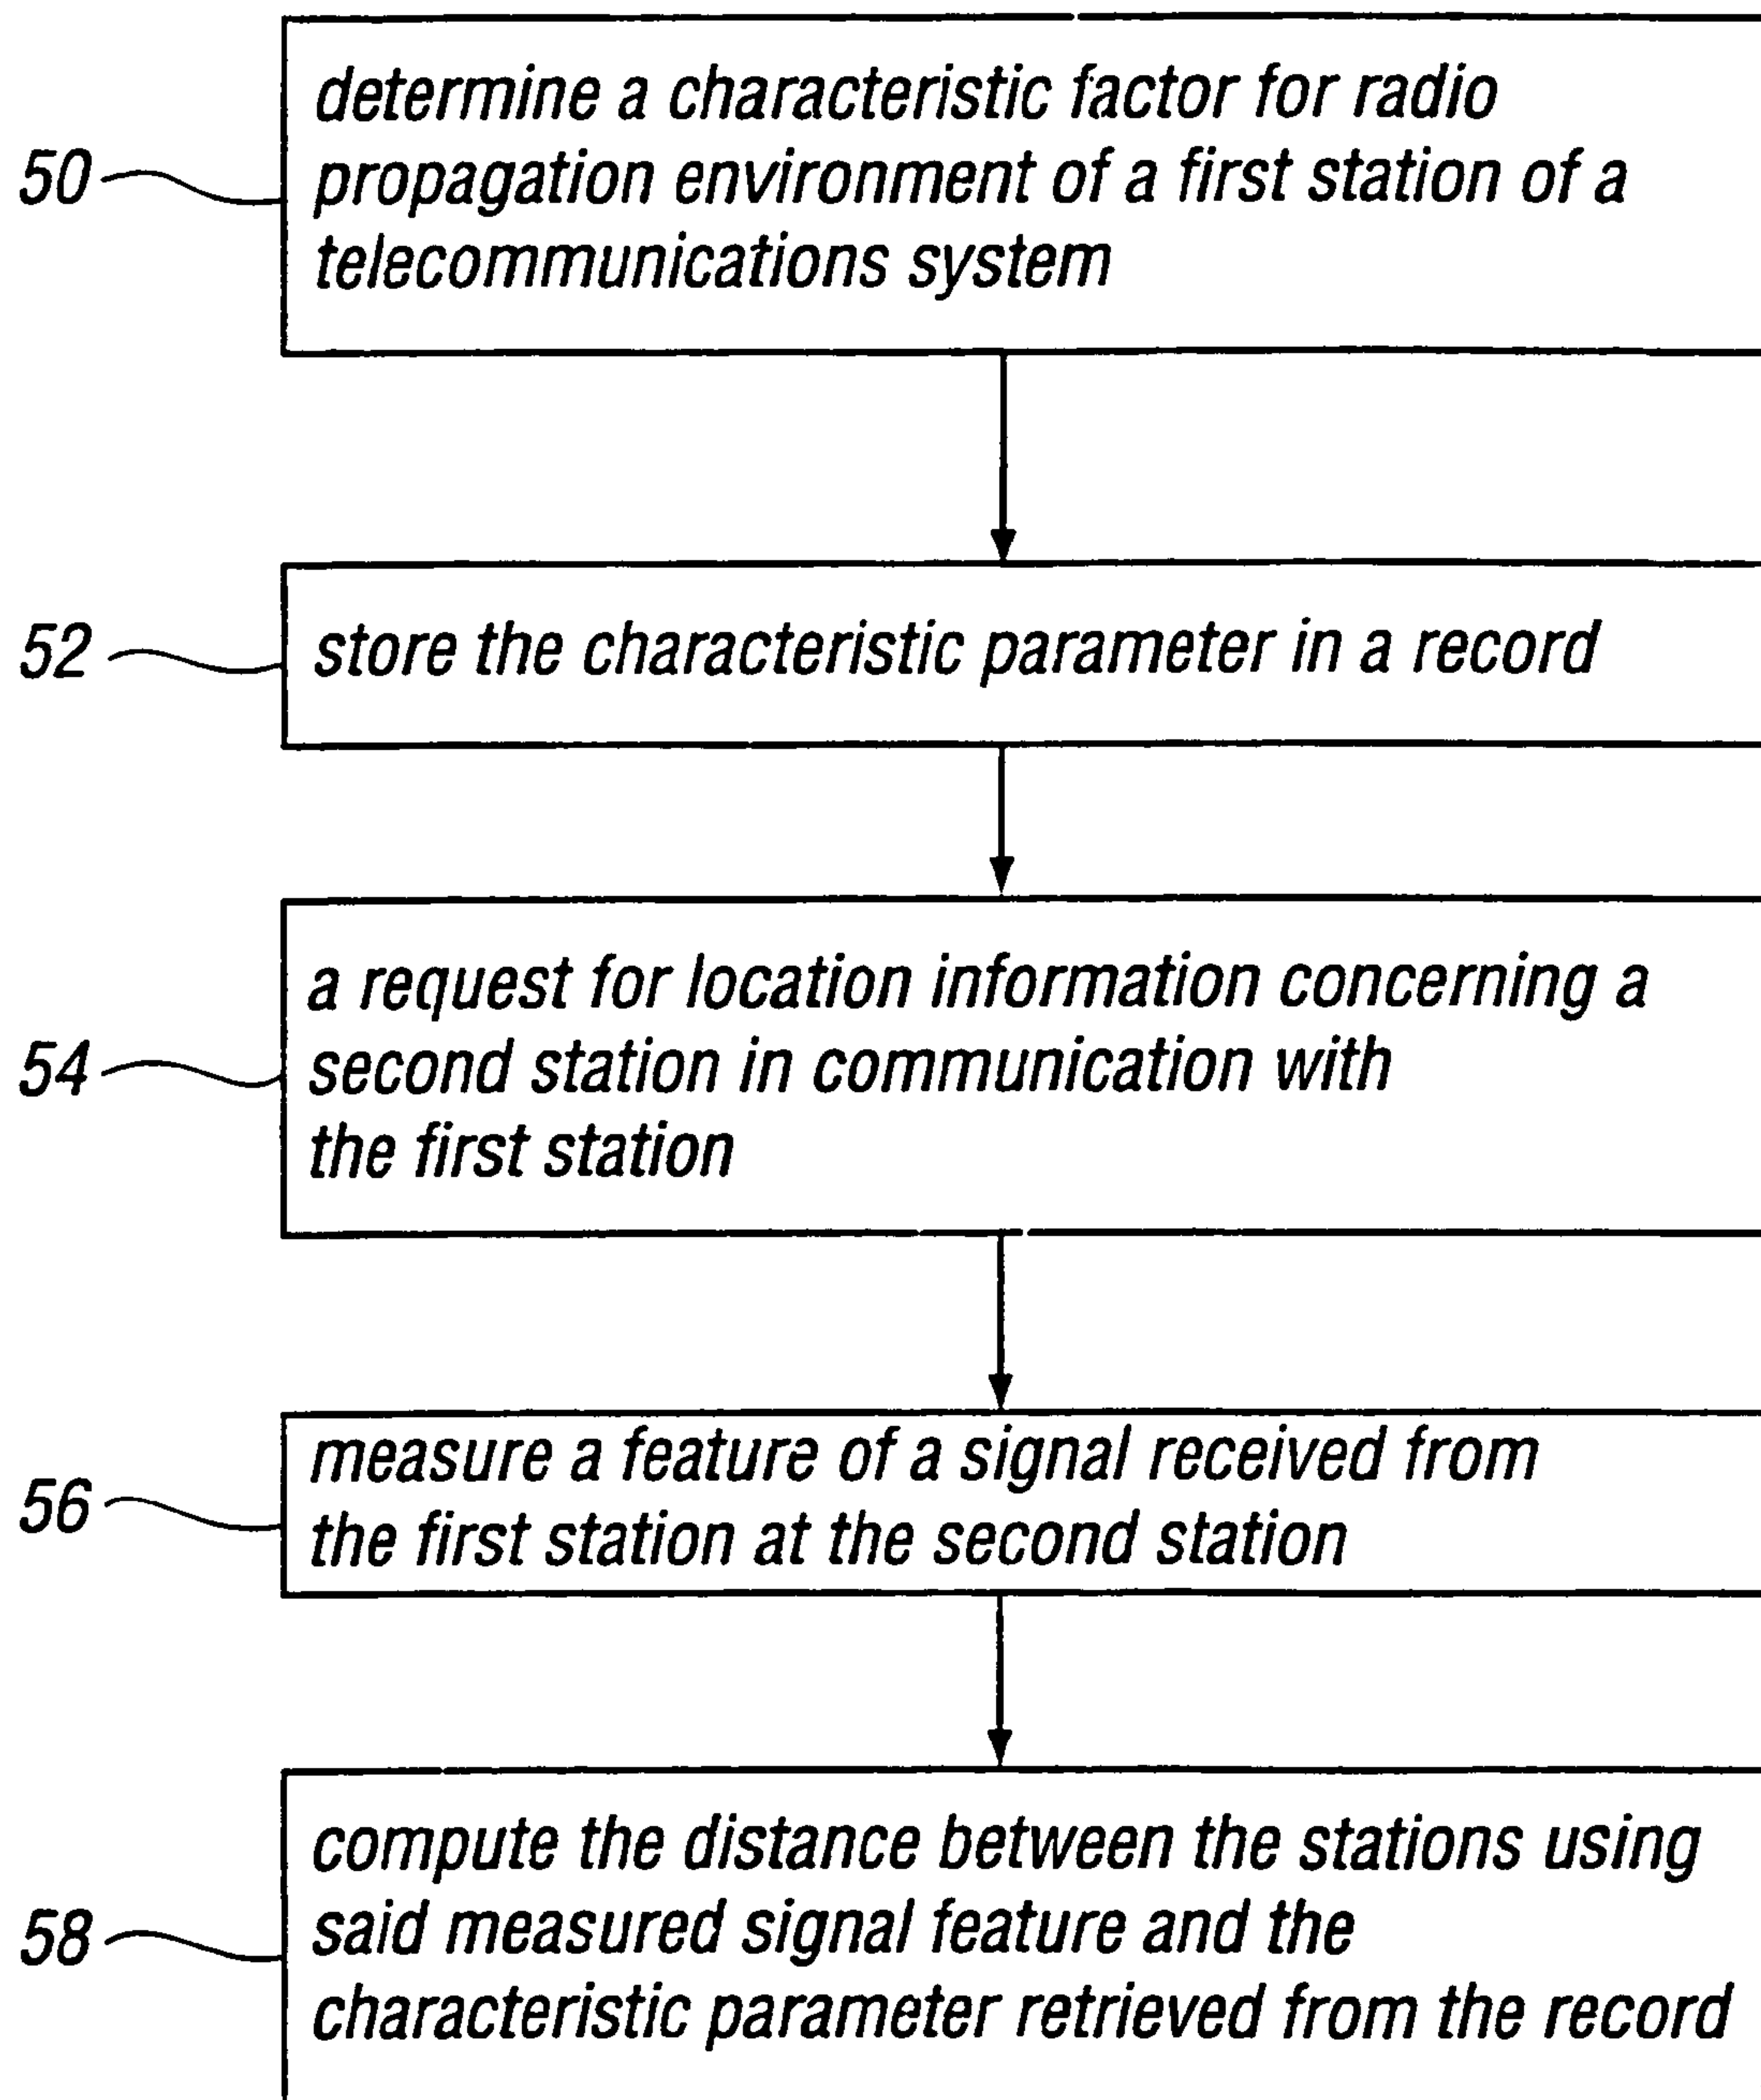 determine a characteristic factor for radio
50 propagation environment of a first station of a
telecommunications system
52 store the characteristic parameter in a record
a request for location information concerning a
54 second station in communication with
the first station
measure a feature of a signal received from
56 the first station at the second station
compute the distance between the stations using
58 said measured signal feature and the
characteristic parameter retrieved from the record